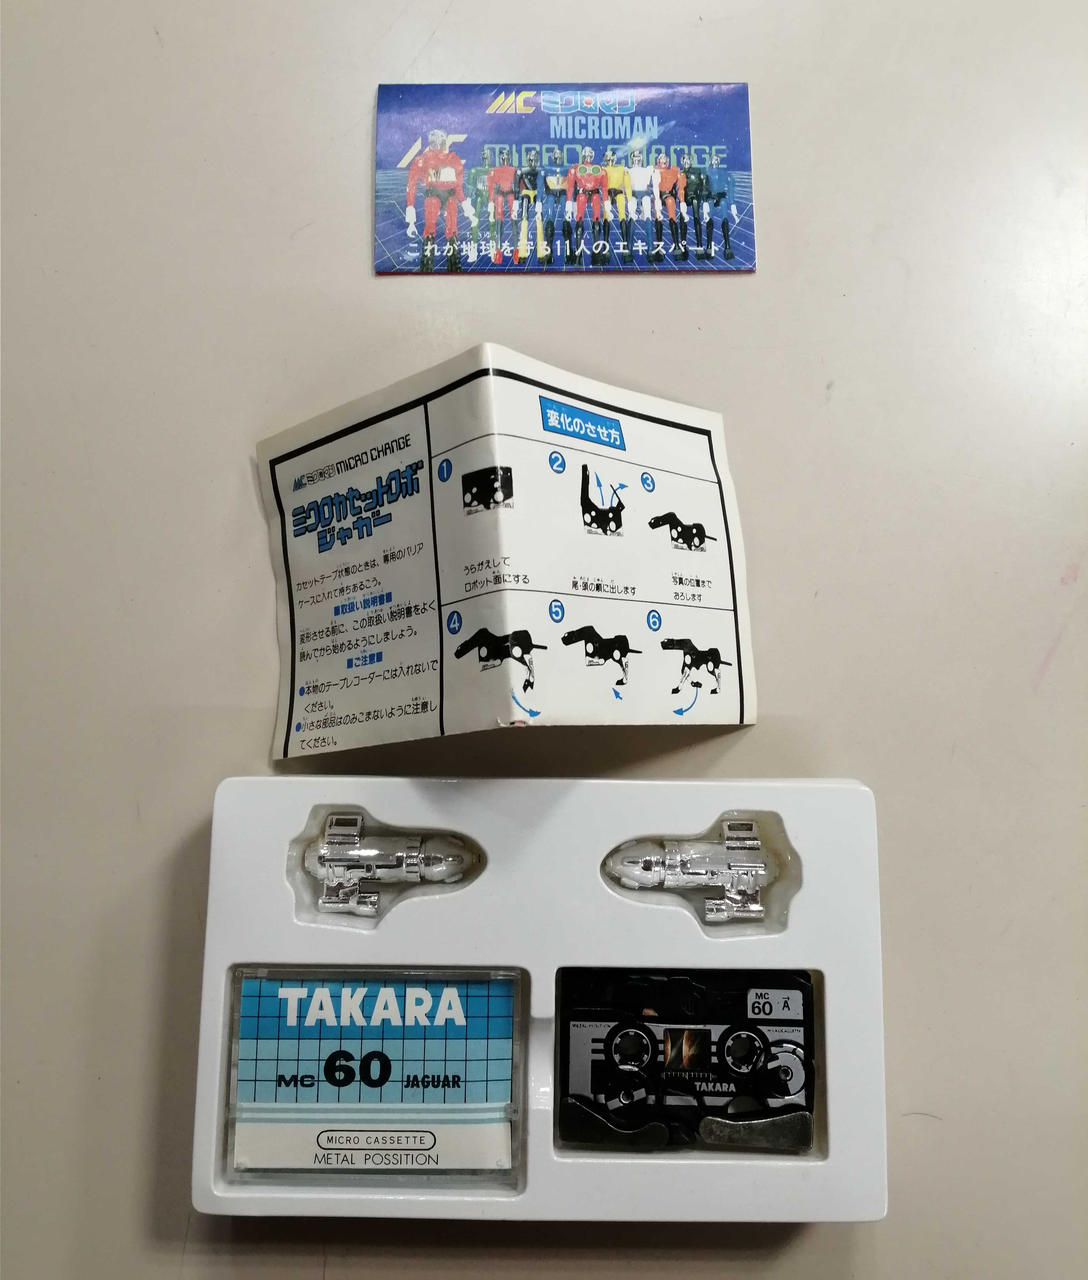 MC ミクロマン
MICROMAN
MC MICRO CHANGE
これが地球を守る11人のエキスパート
MC ミクロマン MICRO CHANGE
ミクロカセットロボ
ジャガー
カセットテープ状態のときは、専用のバリア
ケースに入れて持ちあるこう。
■取扱い説明書■
変形させる前に、この取扱い説明書をよく
読んでから始めるようにしましょう。
■ご注意■
●本物のテープレコーダーには入れないで
ください。
●小さな部品はのみこまないように注意し
てください。
変化のさせ方
1
うらがえして
ロボット面にする
2
尾・頭の順に出します
3
写真の位置まで
おろします
4
5
6
TAKARA
MC 60 JAGUAR
MICRO CASSETTE
METAL POSSITION
MC
60 A
METAL POSITION
TAKARA